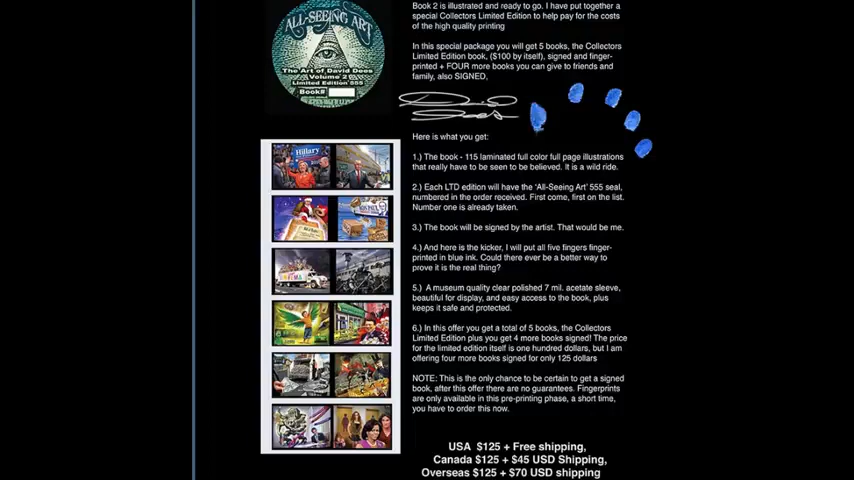 ALL-SEEING ART
The Art of David Dees
Volume 2
Limited Edition 555
Book#
Book 2 is illustrated and ready to go. I have put together a
special Collectors Limited Edition to help pay for the costs
of the high quality printing
In this special package you will get 5 books, the Collectors
Limited Edition book, ($100 by itself), signed and finger-
printed + FOUR more books you can give to friends and
family, also SIGNED,
Here is what you get:
1.) The book - 115 laminated full color full page illustrations
that really have to be seen to be believed. It is a wild ride.
2.) Each LTD edition will have the 'All-Seeing Art' 555 seal,
numbered in the order received. First come, first on the list.
Number one is already taken.
3.) The book will be signed by the artist. That would be me.
4.) And here is the kicker, I will put all five fingers finger-
printed in blue ink. Could there ever be a better way to
prove it is the real thing?
5.) A museum quality clear polished 7 mil. acetate sleeve,
beautiful for display, and easy access to the book, plus
keeps it safe and protected.
6.) In this offer you get a total of 5 books, the Collectors
Limited Edition plus you get 4 more books signed! The price
for the limited edition itself is one hundred dollars, but I am
offering four more books signed for only 125 dollars
NOTE: This is the only chance to be certain to get a signed
book, after this offer there are no guarantees. Fingerprints
are only available in this pre-printing phase, a short time,
you have to order this now.
Hillary
USA $125 + Free shipping,
Canada $125 + $45 USD Shipping,
Overseas $125 + $70 USD shipping